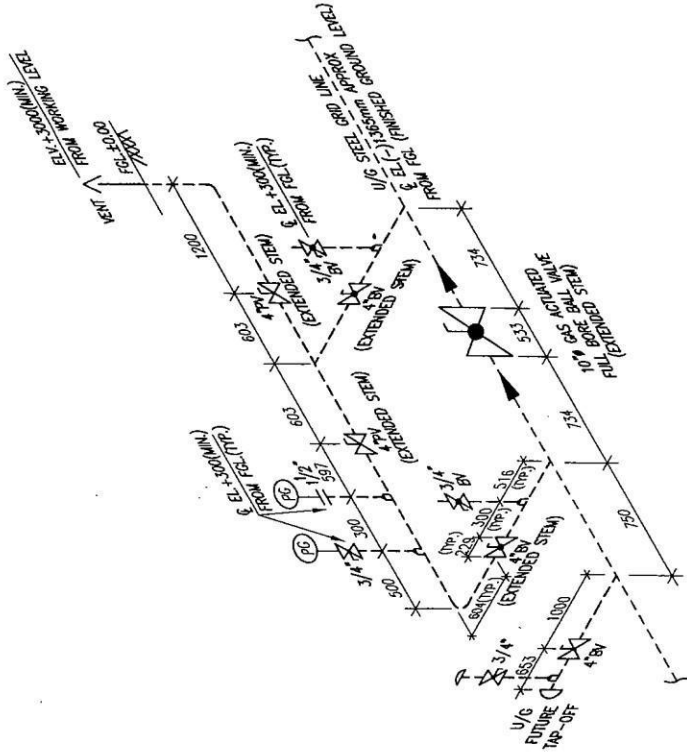 ELV.+3000(MIN.)
FROM WORKING LEVEL
FGL±0.00
VENT
1200
603
603
4"PV
(EXTENDED STEM)
℄ EL +300(MIN.)
FROM FGL(TYP.)
3/4"
BV
4"BV
(EXTENDED STEM)
U/G STEEL GRID LINE
℄ EL(-)1365mm APPROX
FROM FGL (FINISHED GROUND LEVEL)
℄ EL+300(MIN.)
FROM FGL(TYP.)
PG
1/2"
597
4"PV
(EXTENDED STEM)
PG
3/4"
300
500
3/4"
BV
516
(TYP.)
300
(TYP.)
229
(TYP.)
4"BV
(EXTENDED STEM)
604(TYP.)
734
533
734
750
10"∅ GAS ACTUATED
FULL BORE BALL VALVE
(EXTENDED STEM)
1000
653
3/4"
4"BV
U/G
FUTURE
TAP-OFF